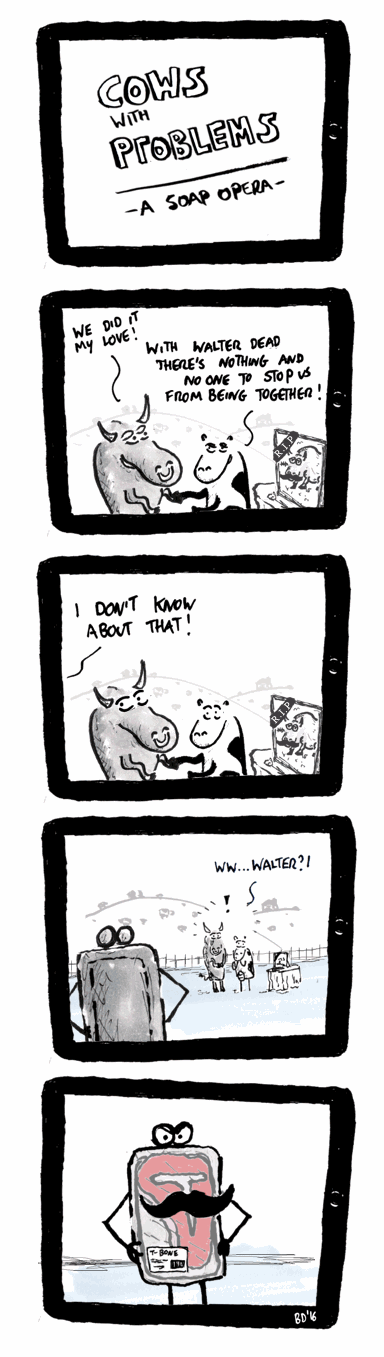 COWS
WITH
PROBLEMS
-A SOAP OPERA-
WE DID IT
MY LOVE!
WITH WALTER DEAD
THERE'S NOTHING AND
NO ONE TO STOP US
FROM BEING TOGETHER!
R.I.P
I DON'T KNOW
ABOUT THAT!
R.I.P
WW...WALTER?!
!
T-BONE
BD'16